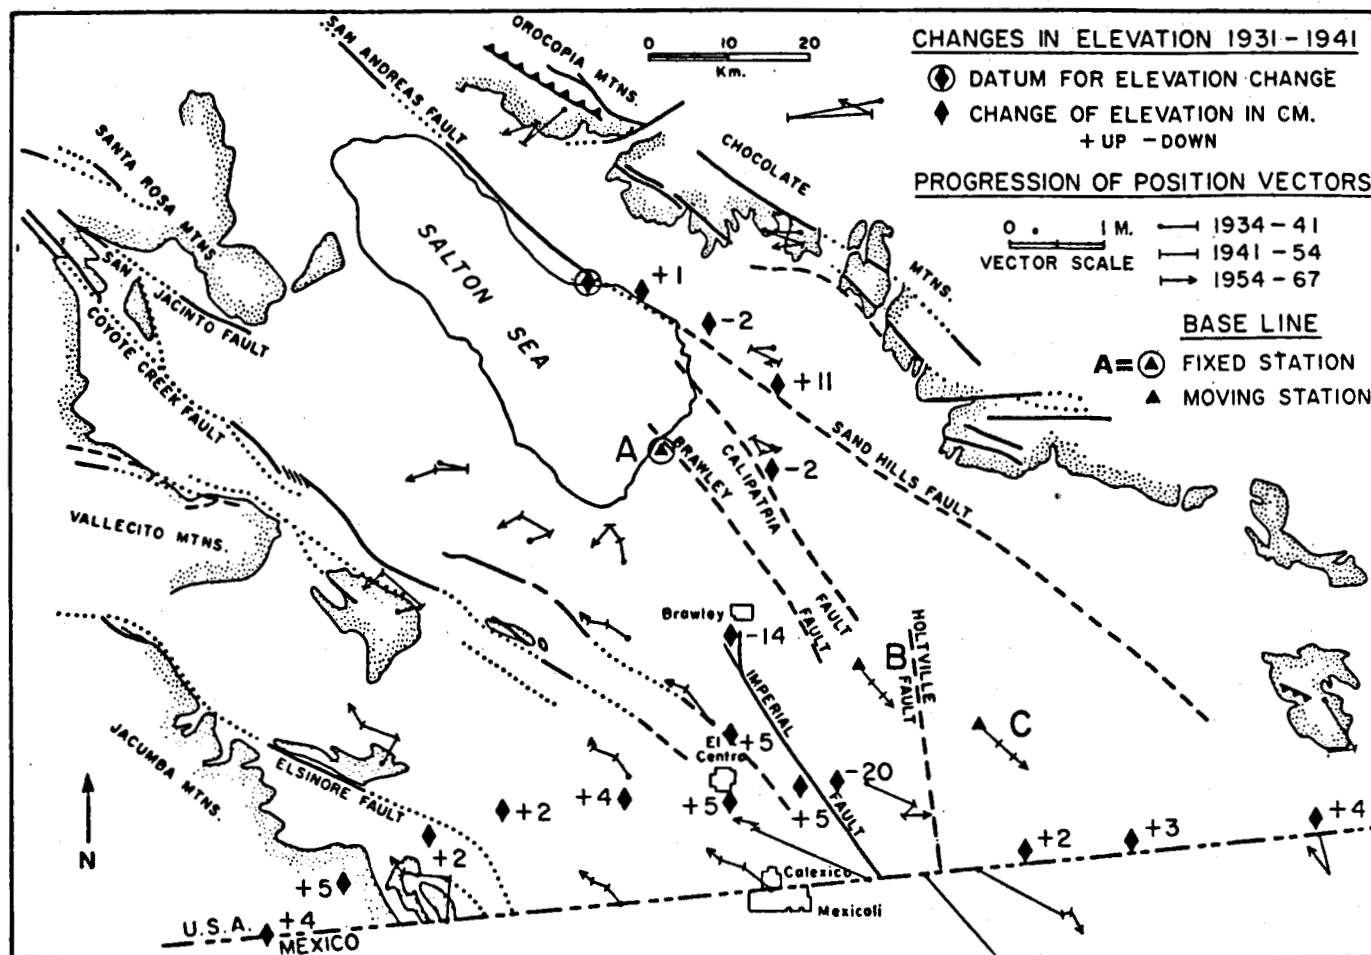 CHANGES IN ELEVATION 1931-1941
DATUM FOR ELEVATION CHANGE
CHANGE OF ELEVATION IN CM.
+ UP - DOWN
PROGRESSION OF POSITION VECTORS
0 1 M.
VECTOR SCALE
1934-41
1941-54
1954-67
BASE LINE
A= FIXED STATION
MOVING STATION
0 10 20
Km.
SAN ANDREAS FAULT
OROCOPIA MTNS.
CHOCOLATE
MTNS.
SANTA ROSA MTNS
SAN JACINTO FAULT
COYOTE CREEK FAULT
SALTON SEA
+1
-2
+11
SAND HILLS FAULT
A
BRAWLEY
FAULT
CALIPATRIA
FAULT
-2
VALLECITO MTNS.
Brawley
-14
IMPERIAL
FAULT
B
HOLTVILLE
FAULT
C
JACUMBA MTNS.
ELSINORE FAULT
El
Centro
+5
+5
+5
-20
+4
+2
+2
+5
+4
+2
+3
+4
N
Calexico
Mexicali
U.S.A.
MEXICO